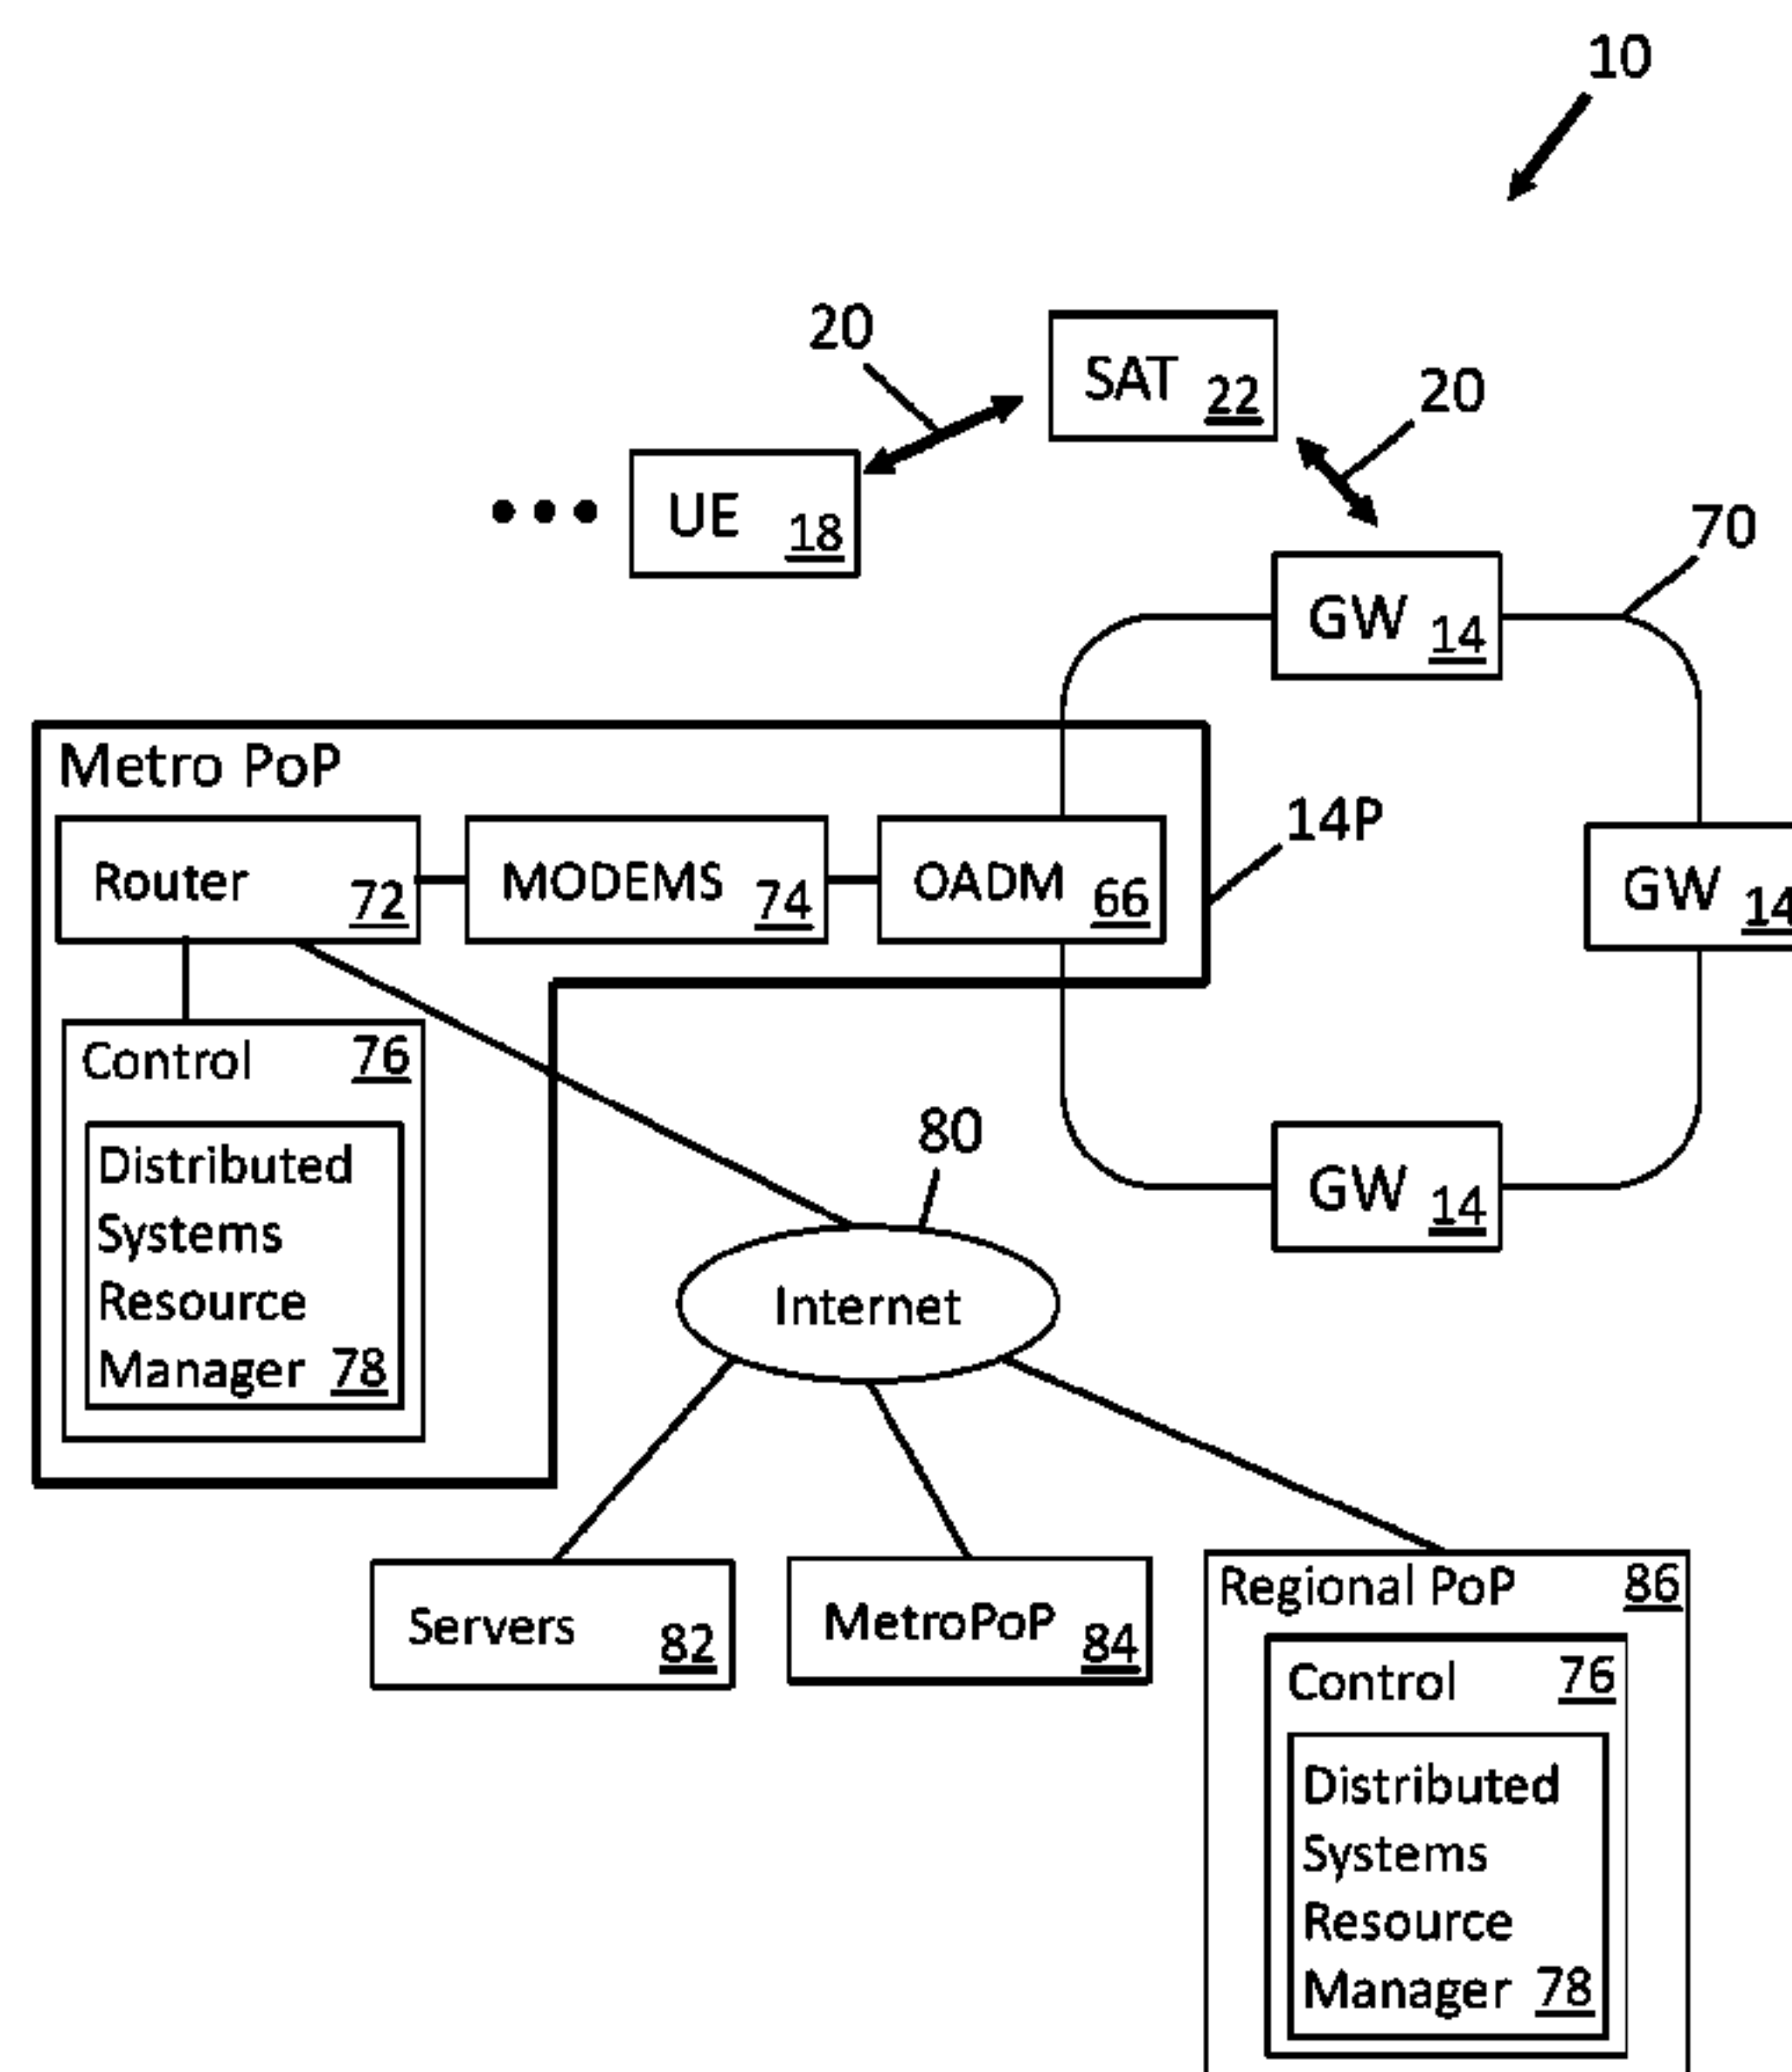 10
20
SAT 22
20
UE 18
70
GW 14
Metro PoP
14P
Router 72
MODEMS 74
OADM 66
GW 14
Control 76
Distributed
Systems
Resource
Manager 78
80
GW 14
Internet
Servers 82
MetroPoP 84
Regional PoP 86
Control 76
Distributed
Systems
Resource
Manager 78